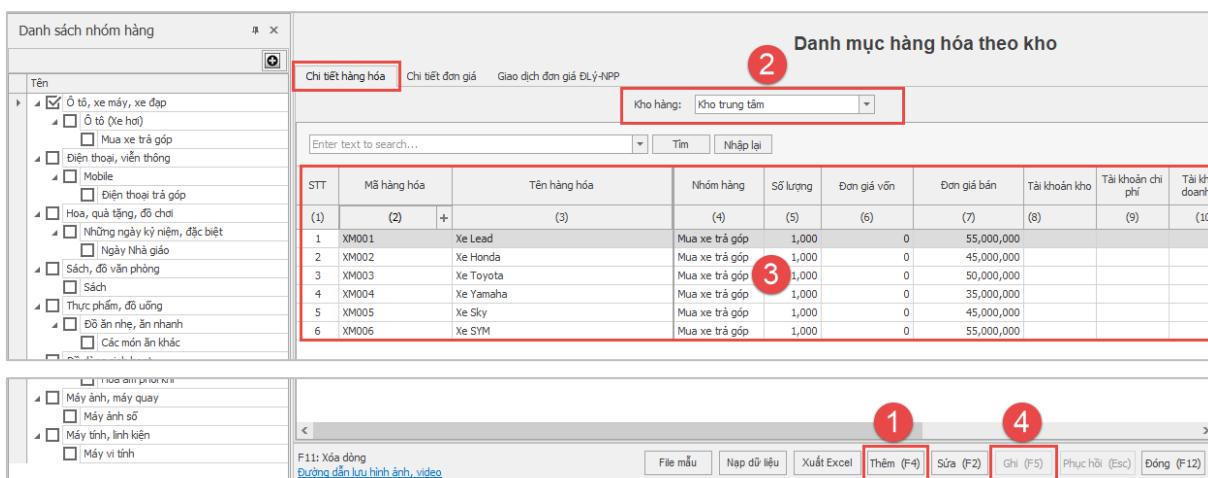 Danh sách nhóm hàng
Tên
Ô tô, xe máy, xe đạp
Ô tô (Xe hơi)
Mua xe trả góp
Điện thoại, viễn thông
Mobile
Điện thoại trả góp
Hoa, quà tặng, đồ chơi
Những ngày kỷ niệm, đặc biệt
Ngày Nhà giáo
Sách, đồ văn phòng
Sách
Thực phẩm, đồ uống
Đồ ăn nhẹ, ăn nhanh
Các món ăn khác
Danh mục hàng hóa theo kho
2
Chi tiết hàng hóa Chi tiết đơn giá Giao dịch đơn giá ĐLý-NPP
Kho hàng: Kho trung tâm
Enter text to search... Tìm Nhập lại
STT Mã hàng hóa Tên hàng hóa Nhóm hàng Số lượng Đơn giá vốn Đơn giá bán Tài khoản kho Tài khoản chi phí
(1) (2) + (3) (4) (5) (6) (7) (8) (9) (10
1 XM001 Xe Lead Mua xe trả góp 1,000 0 55,000,000
2 XM002 Xe Honda Mua xe trả góp 1,000 0 45,000,000
3 XM003 Xe Toyota Mua xe trả góp 1,000 0 50,000,000
3
4 XM004 Xe Yamaha Mua xe trả góp 1,000 0 35,000,000
5 XM005 Xe Sky Mua xe trả góp 1,000 0 45,000,000
6 XM006 Xe SYM Mua xe trả góp 1,000 0 55,000,000
Máy ảnh, máy quay
Máy ảnh số
Máy tính, linh kiện
Máy vi tính
1 4
F11: Xóa dòng
Đường dẫn lưu hình ảnh, video
File mẫu Nạp dữ liệu Xuất Excel Thêm (F4) Sửa (F2) Ghi (F5) Phục hồi (Esc) Đóng (F12)